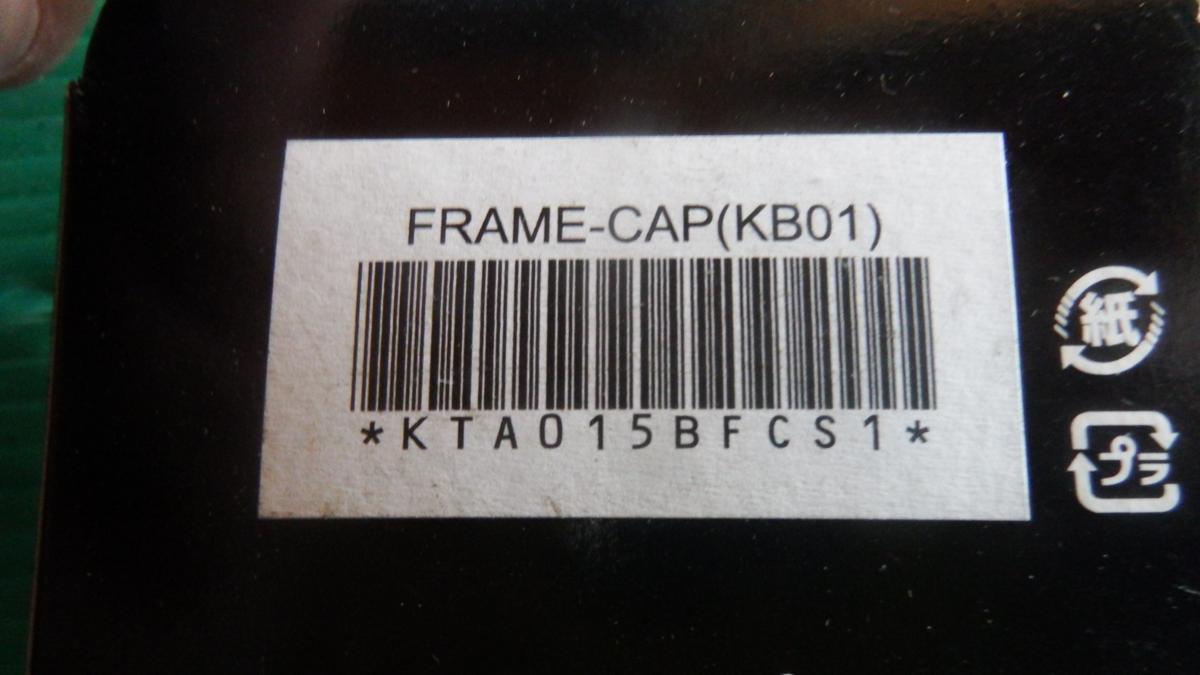 FRAME-CAP(KB01)
*KTA015BFCS1*
紙
プラ